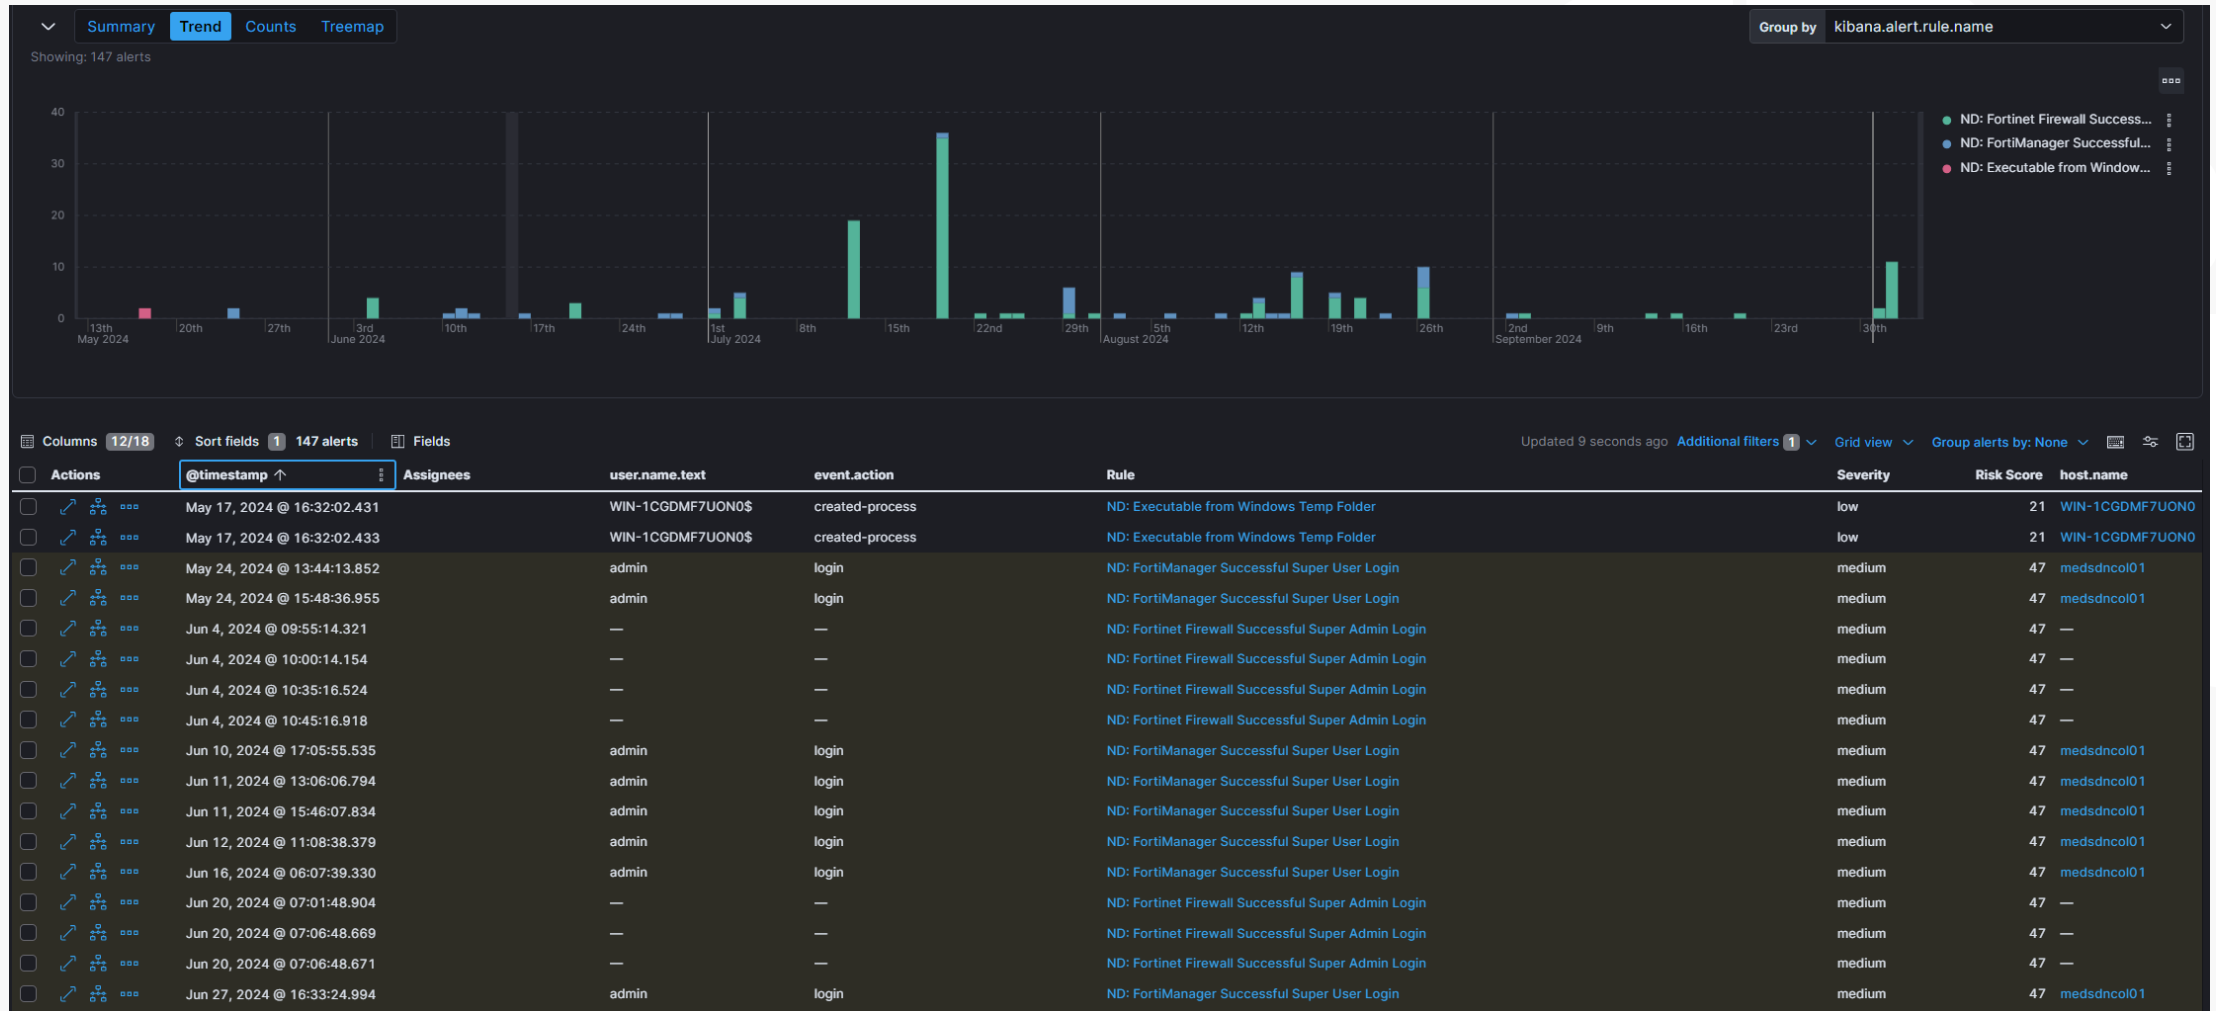 Summary Trend Counts Treemap Group by kibana.alert.rule.name
Showing: 147 alerts
40
30
20
10
0
ND: Fortinet Firewall Success...
ND: FortiManager Successful...
ND: Executable from Window...
13th 20th 27th 3rd 10th 17th 24th 1st 8th 15th 22nd 29th 5th 12th 19th 26th 2nd 9th 16th 23rd 30th
May 2024 June 2024 July 2024 August 2024 September 2024
Columns 12/18 Sort fields 1 147 alerts Fields Updated 9 seconds ago Additional filters 1 Grid view Group alerts by: None
Actions @timestamp Assignees user.name.text event.action Rule Severity Risk Score host.name
May 17, 2024 @ 16:32:02.431 WIN-1CGDMF7UON0$ created-process ND: Executable from Windows Temp Folder low 21 WIN-1CGDMF7UON0
May 17, 2024 @ 16:32:02.433 WIN-1CGDMF7UON0$ created-process ND: Executable from Windows Temp Folder low 21 WIN-1CGDMF7UON0
May 24, 2024 @ 13:44:13.852 admin login ND: FortiManager Successful Super User Login medium 47 medsdncol01
May 24, 2024 @ 15:48:36.955 admin login ND: FortiManager Successful Super User Login medium 47 medsdncol01
Jun 4, 2024 @ 09:55:14.321 — — ND: Fortinet Firewall Successful Super Admin Login medium 47 —
Jun 4, 2024 @ 10:00:14.154 — — ND: Fortinet Firewall Successful Super Admin Login medium 47 —
Jun 4, 2024 @ 10:35:16.524 — — ND: Fortinet Firewall Successful Super Admin Login medium 47 —
Jun 4, 2024 @ 10:45:16.918 — — ND: Fortinet Firewall Successful Super Admin Login medium 47 —
Jun 10, 2024 @ 17:05:55.535 admin login ND: FortiManager Successful Super User Login medium 47 medsdncol01
Jun 11, 2024 @ 13:06:06.794 admin login ND: FortiManager Successful Super User Login medium 47 medsdncol01
Jun 11, 2024 @ 15:46:07.834 admin login ND: FortiManager Successful Super User Login medium 47 medsdncol01
Jun 12, 2024 @ 11:08:38.379 admin login ND: FortiManager Successful Super User Login medium 47 medsdncol01
Jun 16, 2024 @ 06:07:39.330 admin login ND: FortiManager Successful Super User Login medium 47 medsdncol01
Jun 20, 2024 @ 07:01:48.904 — — ND: Fortinet Firewall Successful Super Admin Login medium 47 —
Jun 20, 2024 @ 07:06:48.669 — — ND: Fortinet Firewall Successful Super Admin Login medium 47 —
Jun 20, 2024 @ 07:06:48.671 — — ND: Fortinet Firewall Successful Super Admin Login medium 47 —
Jun 27, 2024 @ 16:33:24.994 admin login ND: FortiManager Successful Super User Login medium 47 medsdncol01